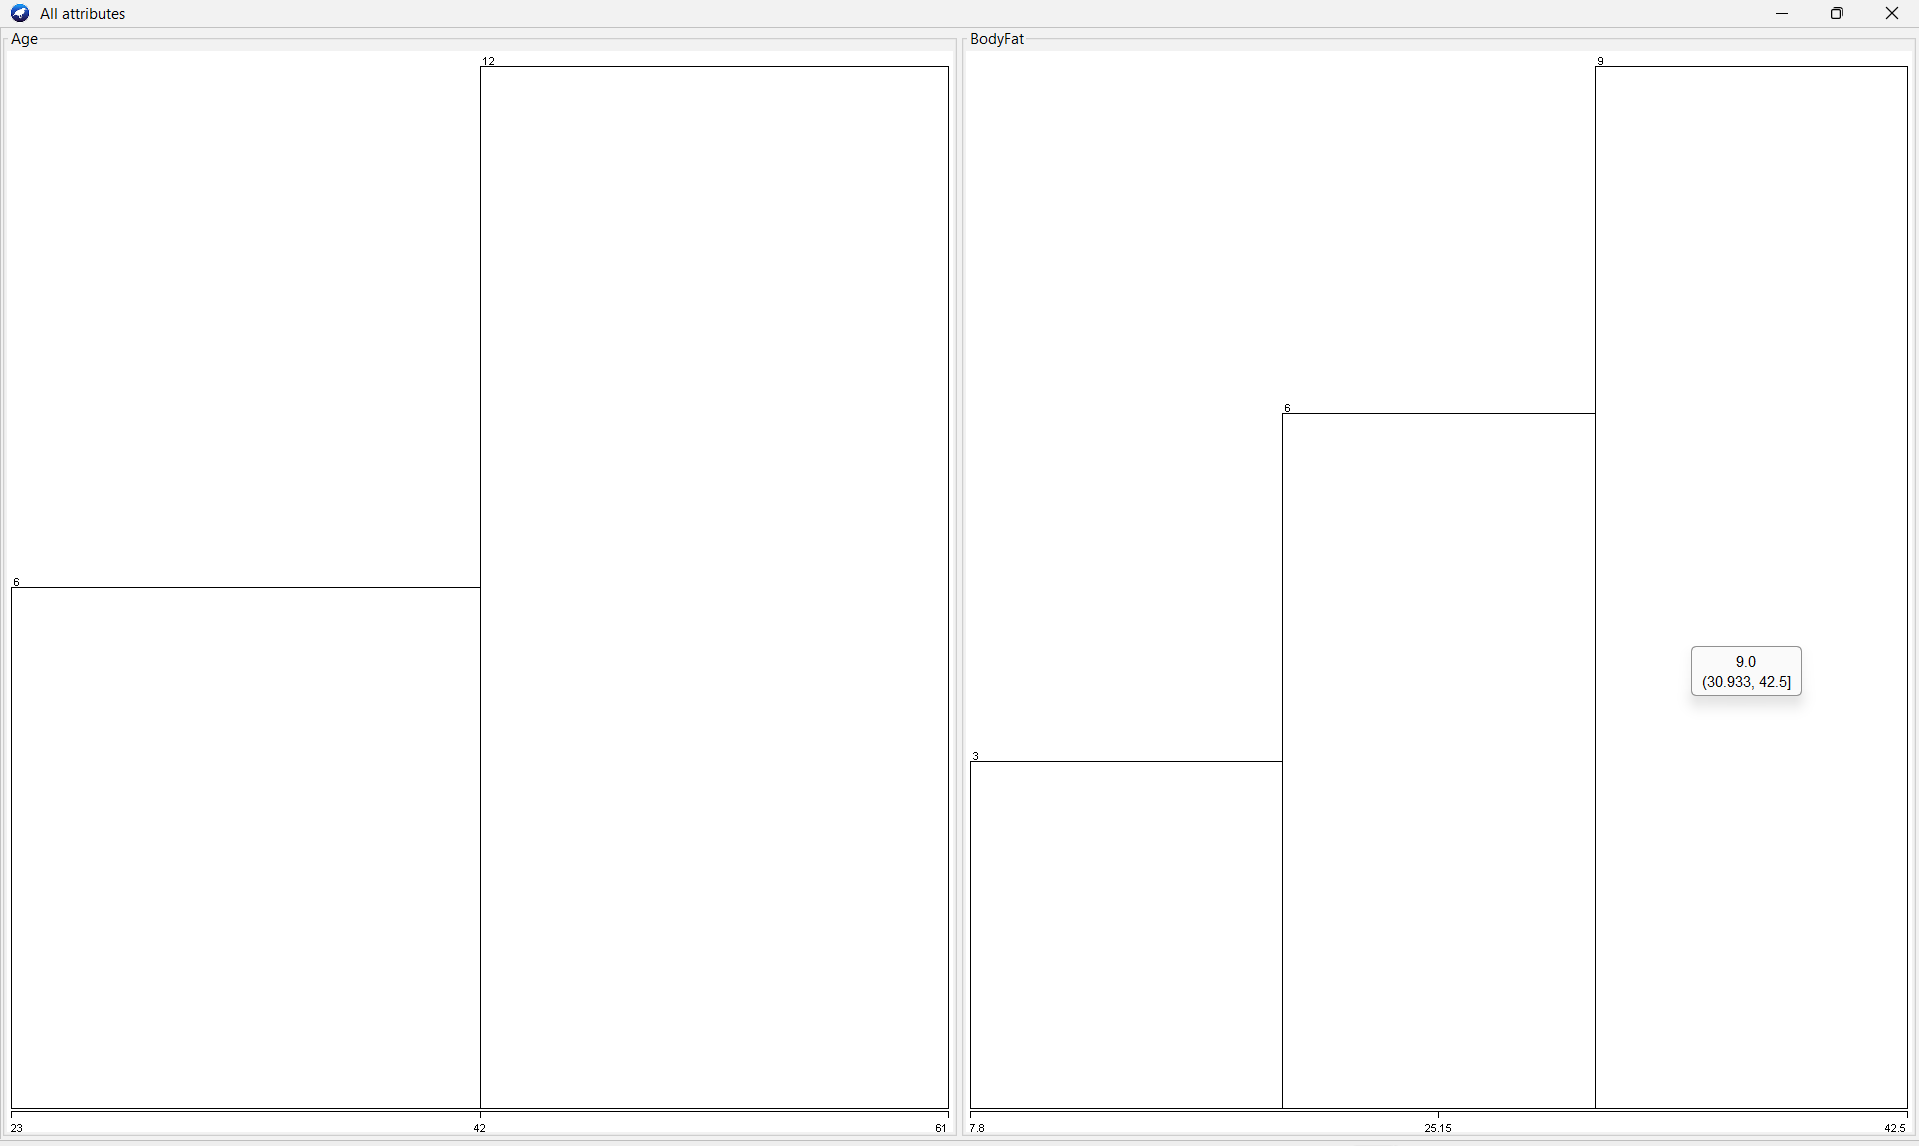 All attributes
Age
12
6
23 42 61
BodyFat
9
6
3
9.0
(30.933, 42.5]
7.8 25.15 42.5